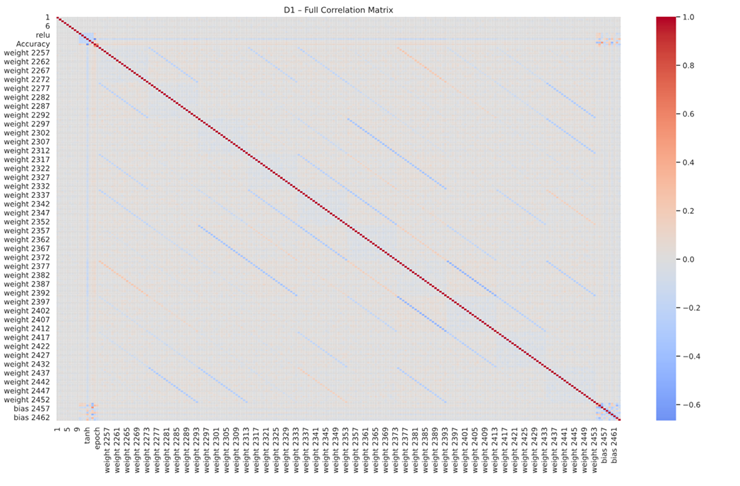 D1 – Full Correlation Matrix
1
6
relu
Accuracy
weight 2257
weight 2262
weight 2267
weight 2272
weight 2277
weight 2282
weight 2287
weight 2292
weight 2297
weight 2302
weight 2307
weight 2312
weight 2317
weight 2322
weight 2327
weight 2332
weight 2337
weight 2342
weight 2347
weight 2352
weight 2357
weight 2362
weight 2367
weight 2372
weight 2377
weight 2382
weight 2387
weight 2392
weight 2397
weight 2402
weight 2407
weight 2412
weight 2417
weight 2422
weight 2427
weight 2432
weight 2437
weight 2442
weight 2447
weight 2452
bias 2457
bias 2462
1
5
9
tanh
epoch
weight 2257
weight 2261
weight 2265
weight 2269
weight 2273
weight 2277
weight 2281
weight 2285
weight 2289
weight 2293
weight 2297
weight 2301
weight 2305
weight 2309
weight 2313
weight 2317
weight 2321
weight 2325
weight 2329
weight 2333
weight 2337
weight 2341
weight 2345
weight 2349
weight 2353
weight 2357
weight 2361
weight 2365
weight 2369
weight 2373
weight 2377
weight 2381
weight 2385
weight 2389
weight 2393
weight 2397
weight 2401
weight 2405
weight 2409
weight 2413
weight 2417
weight 2421
weight 2425
weight 2429
weight 2433
weight 2437
weight 2441
weight 2445
weight 2449
weight 2453
bias 2457
bias 2461
1.0
0.8
0.6
0.4
0.2
0.0
−0.2
−0.4
−0.6